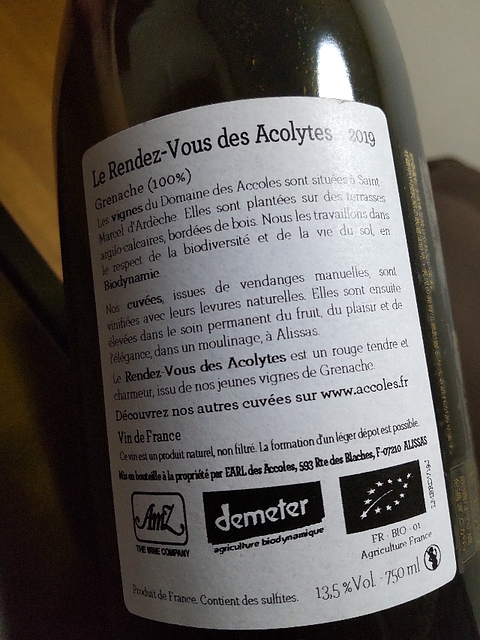 Le Rendez-Vous des Acolytes 2019
Grenache (100%)
Les vignes du Domaine des Accoles sont situées à Saint
Marcel d'Ardèche. Elles sont plantées sur des terrasses
argilo-calcaires, bordées de bois. Nous les travaillons dans
le respect de la biodiversité et de la vie du sol, en
Biodynamie.
Nos cuvées, issues de vendanges manuelles, sont
vinifiées avec leurs levures naturelles. Elles sont ensuite
élevées dans le soin permanent du fruit, du plaisir et de
l'élégance, dans un moulinage, à Alissas.
Le Rendez-Vous des Acolytes est un rouge tendre et
charmeur, issu de nos jeunes vignes de Grenache.
Découvrez nos autres cuvées sur www.accoles.fr
Vin de France
Ce vin est un produit naturel, non filtré. La formation d'un léger dépot est possible.
Mis en bouteille à la propriété par EARL des Accoles, 593 Rte des Blaches, F-07210 ALISSAS
AmZ
THE WINE COMPANY
demeter
agriculture biodynamique
FR - BIO - 01
Agriculture France
Produit de France. Contient des sulfites.
13,5 %Vol. - 750 ml